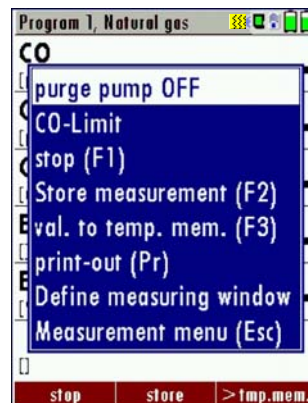 Program 1, Natural gas
CO
purge pump OFF
CO-Limit
stop (F1)
Store measurement (F2)
val. to temp. mem. (F3)
print-out (Pr)
Define measuring window
Measurement menu (Esc)
stop store >tmp.mem